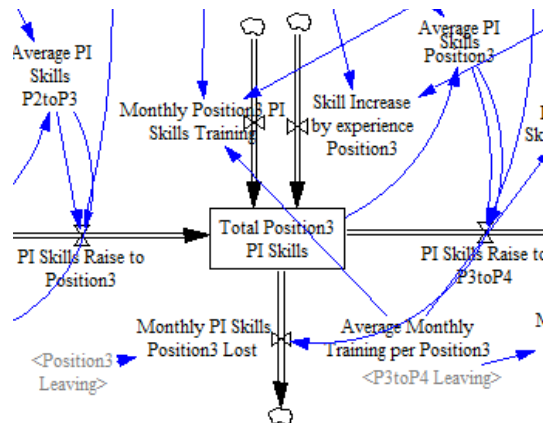 Average PI
Skills
P2toP3
Monthly Position3 PI
Skills Training
Skill Increase
by experience
Position3
Average PI
Skills
Position3
Total Position3
PI Skills
PI Skills Raise to
Position3
PI Skills Raise to
P3toP4
Monthly PI Skills
Position3 Lost
Average Monthly
Training per Position3
<Position3
Leaving>
<P3toP4 Leaving>
Sk